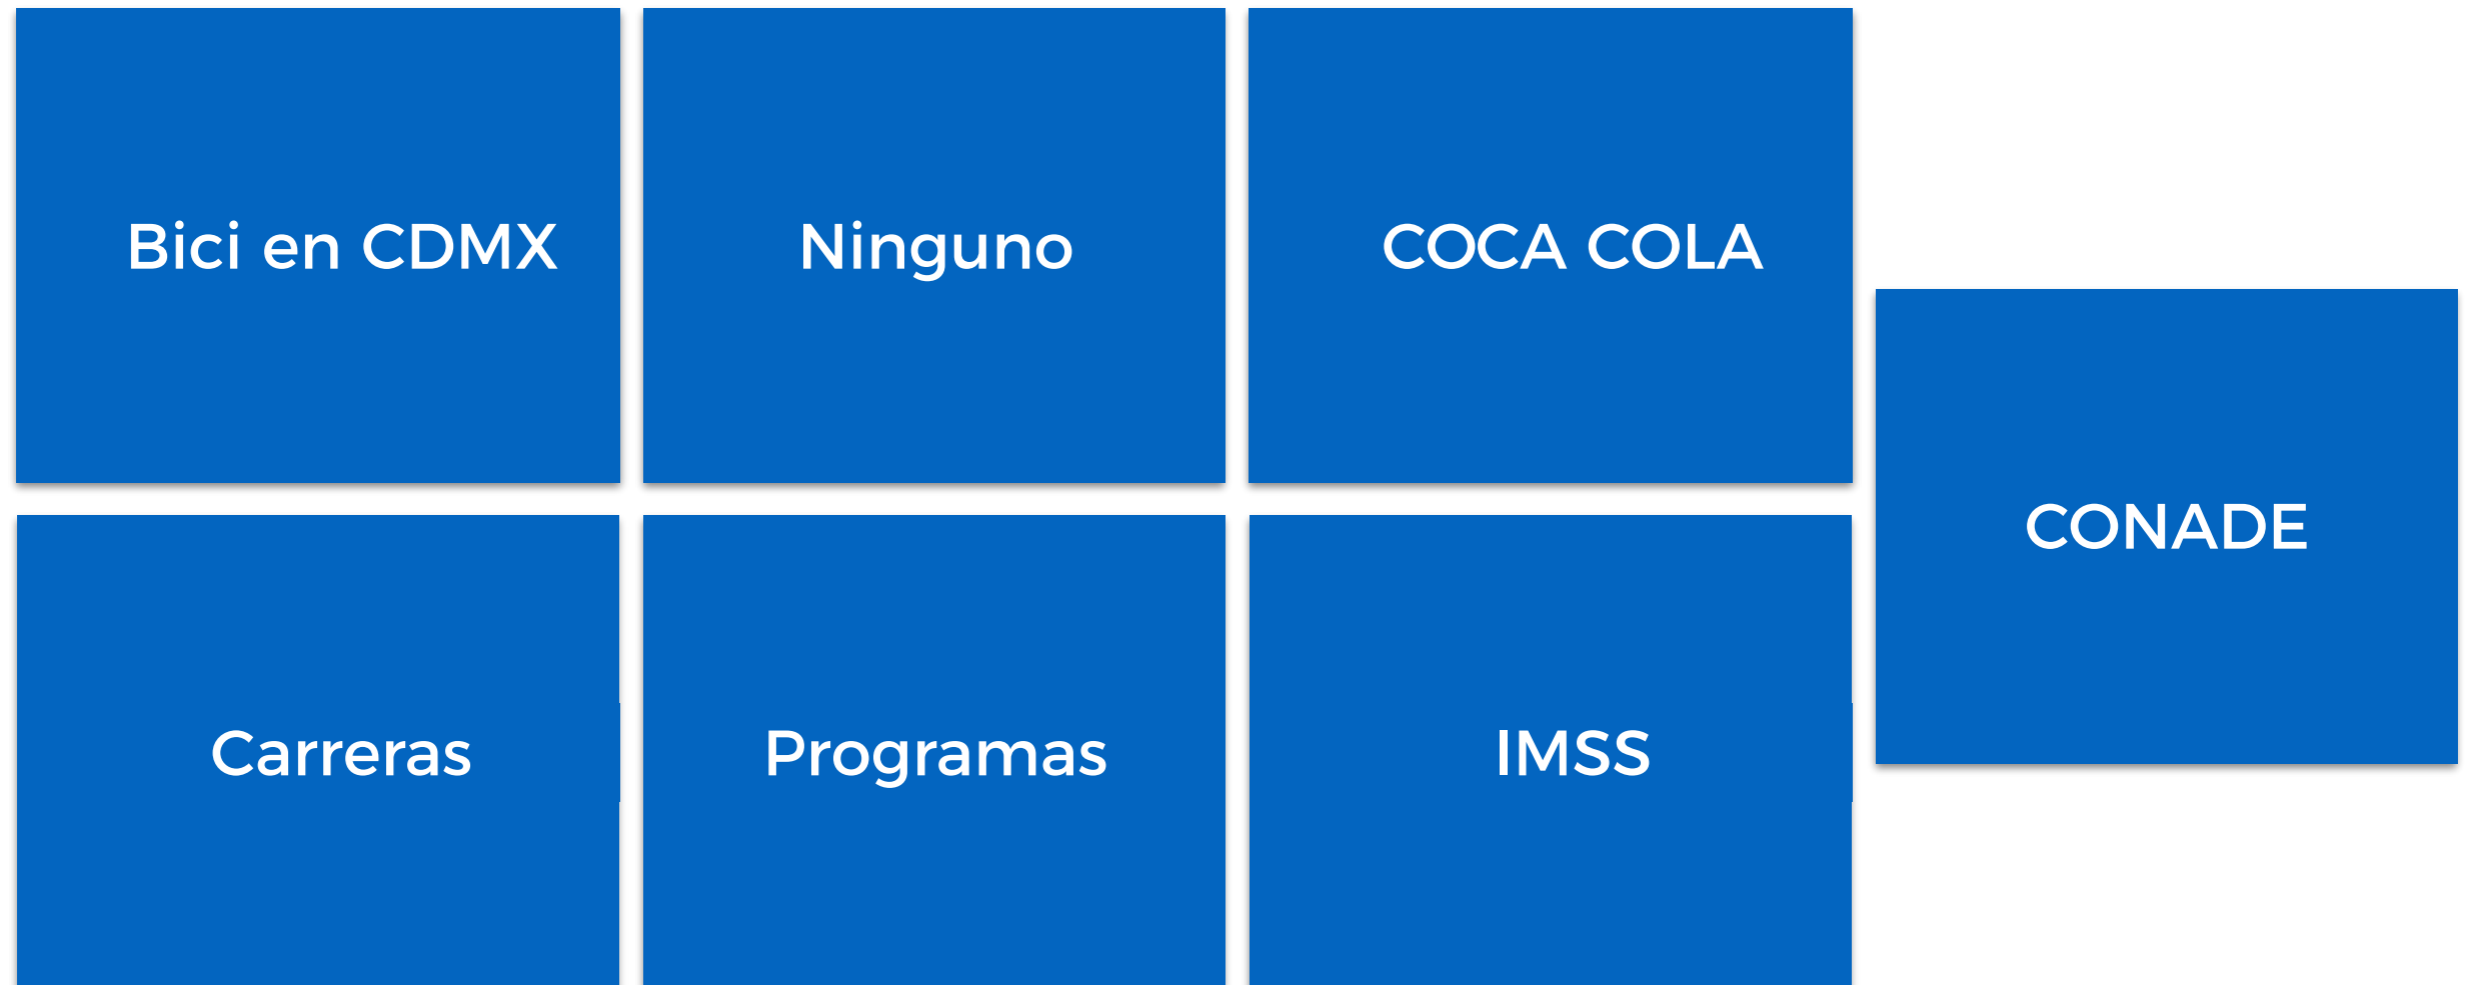 Bici en CDMX
Ninguno
COCA COLA
CONADE
Carreras
Programas
IMSS